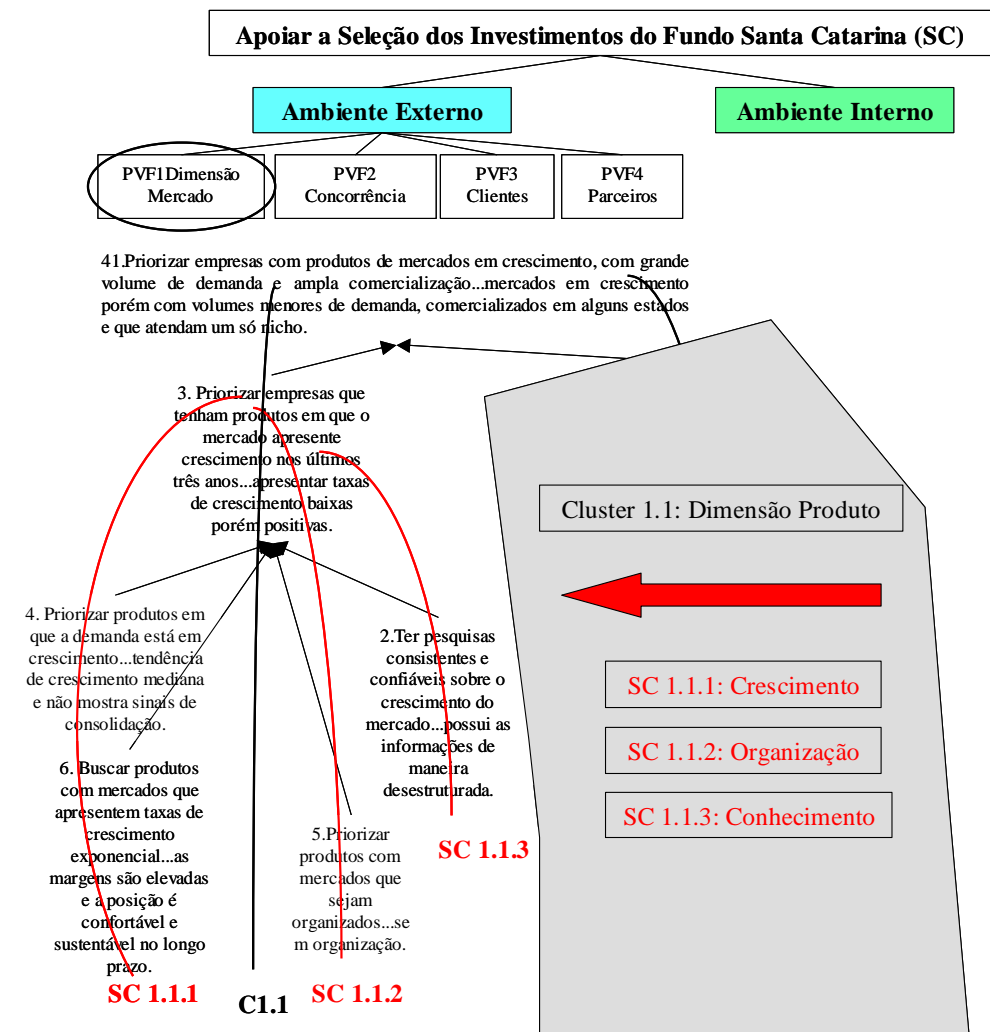 Apoiar a Seleção dos Investimentos do Fundo Santa Catarina (SC)
Ambiente Externo
Ambiente Interno
PVF1Dimensão
Mercado
PVF2
Concorrência
PVF3
Clientes
PVF4
Parceiros
41.Priorizar empresas com produtos de mercados em crescimento, com grande
volume de demanda e ampla comercialização...mercados em crescimento
porém com volumes menores de demanda, comercializados em alguns estados
e que atendam um só nicho.
3. Priorizar empresas que
tenham produtos em que o
mercado apresente
crescimento nos últimos
três anos...apresentar taxas
de crescimento baixas
porém positivas.
4. Priorizar produtos em
que a demanda está em
crescimento...tendência
de crescimento mediana
e não mostra sinais de
consolidação.
6. Buscar produtos
com mercados que
apresentem taxas de
crescimento
exponencial...as
margens são elevadas
e a posição é
confortável e
sustentável no longo
prazo.
5.Priorizar
produtos com
mercados que
sejam
organizados...se
m organização.
2.Ter pesquisas
consistentes e
confiáveis sobre o
crescimento do
mercado...possui as
informações de
maneira
desestruturada.
SC 1.1.1
C1.1
SC 1.1.2
SC 1.1.3
Cluster 1.1: Dimensão Produto
SC 1.1.1: Crescimento
SC 1.1.2: Organização
SC 1.1.3: Conhecimento